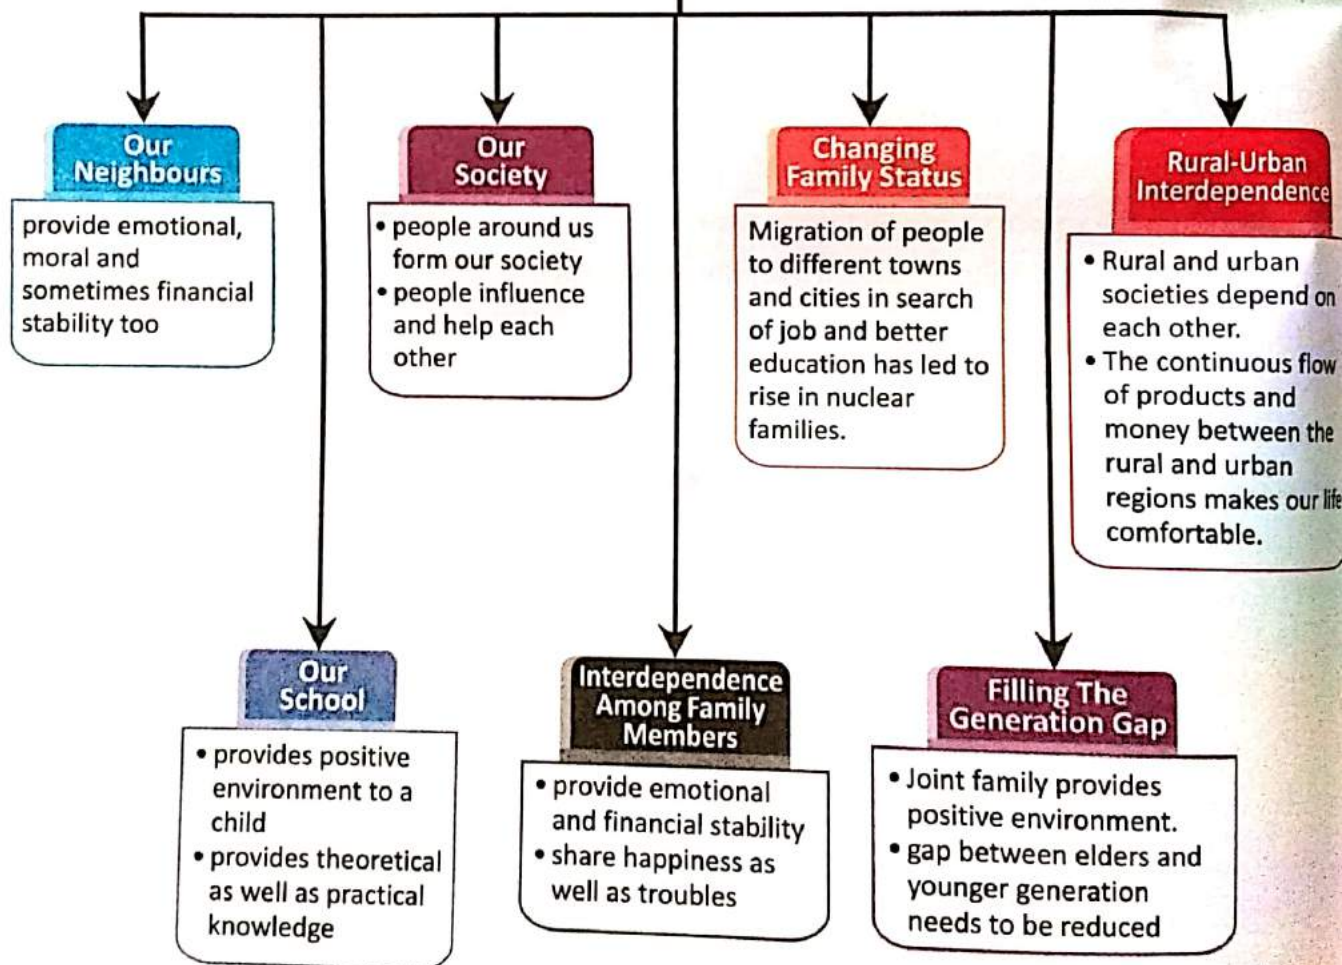 Our
Neighbours
provide emotional,
moral and
sometimes financial
stability too
Our
Society
• people around us
form our society
• people influence
and help each
other
Changing
Family Status
Migration of people
to different towns
and cities in search
of job and better
education has led to
rise in nuclear
families.
Rural-Urban
Interdependence
• Rural and urban
societies depend on
each other.
• The continuous flow
of products and
money between the
rural and urban
regions makes our life
comfortable.
Our
School
• provides positive
environment to a
child
• provides theoretical
as well as practical
knowledge
Interdependence
Among Family
Members
• provide emotional
and financial stability
• share happiness as
well as troubles
Filling The
Generation Gap
• Joint family provides
positive environment.
• gap between elders and
younger generation
needs to be reduced